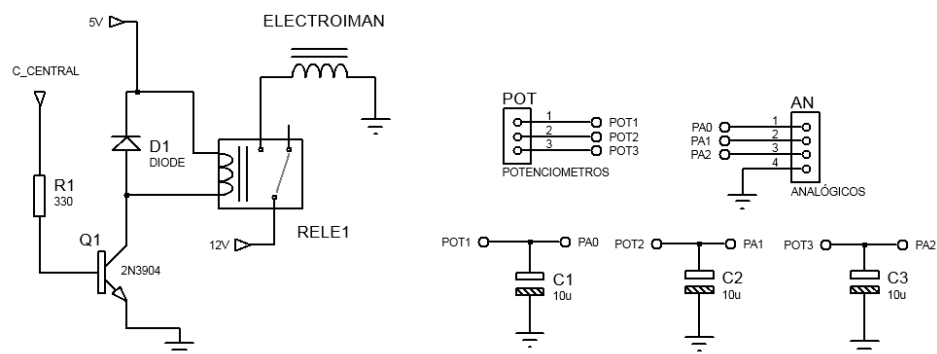 ELECTROIMAN
5V
C_CENTRAL
D1
DIODE
R1
330
Q1
2N3904
12V
RELE1
POT
1 POT1
2 POT2
3 POT3
POTENCIOMETROS
AN
PA0 1
PA1 2
PA2 3
4
ANALÓGICOS
POT1 PA0
C1
10u
POT2 PA1
C2
10u
POT3 PA2
C3
10u